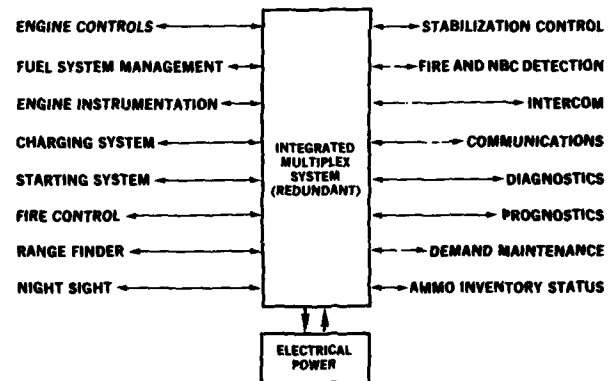 ENGINE CONTROLS
FUEL SYSTEM MANAGEMENT
ENGINE INSTRUMENTATION
CHARGING SYSTEM
STARTING SYSTEM
FIRE CONTROL
RANGE FINDER
NIGHT SIGHT
INTEGRATED
MULTIPLEX
SYSTEM
(REDUNDANT)
STABILIZATION CONTROL
FIRE AND NBC DETECTION
INTERCOM
COMMUNICATIONS
DIAGNOSTICS
PROGNOSTICS
DEMAND MAINTENANCE
AMMO INVENTORY STATUS
ELECTRICAL
POWER